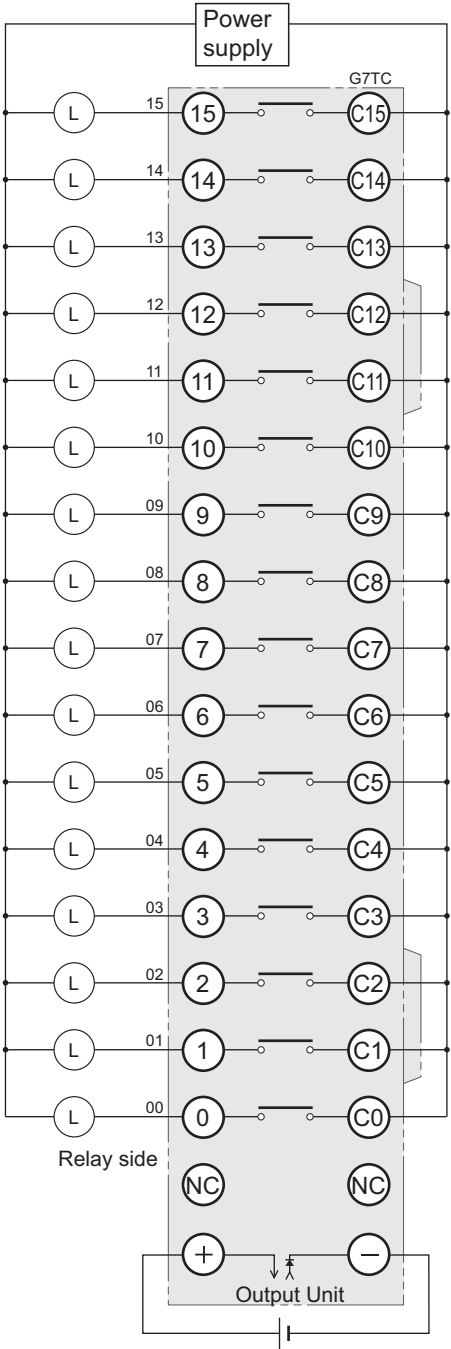 Power
supply
G7TC
L 15 15 C15
L 14 14 C14
L 13 13 C13
L 12 12 C12
L 11 11 C11
L 10 10 C10
L 09 9 C9
L 08 8 C8
L 07 7 C7
L 06 6 C6
L 05 5 C5
L 04 4 C4
L 03 3 C3
L 02 2 C2
L 01 1 C1
L 00 0 C0
Relay side
NC NC
+ −
Output Unit